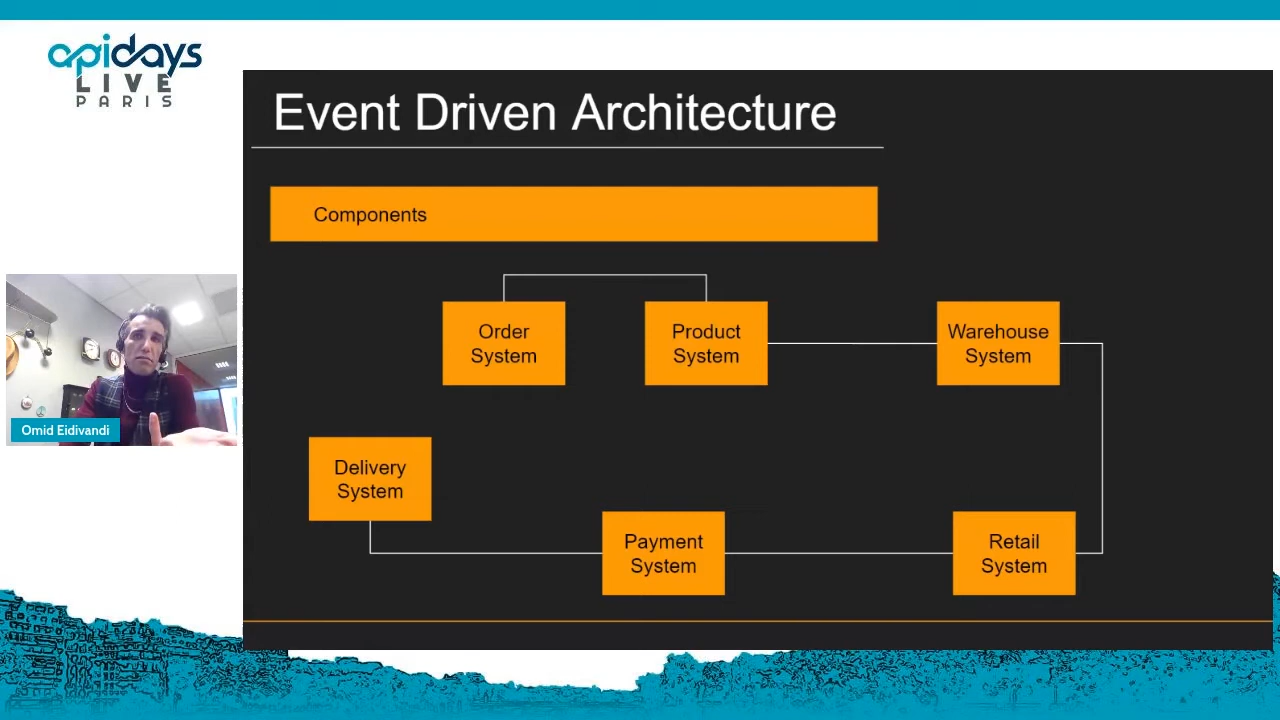 apidays
LIVE
PARIS
Event Driven Architecture
Components
Order
System
Product
System
Warehouse
System
Omid Eidivandi
Delivery
System
Payment
System
Retail
System